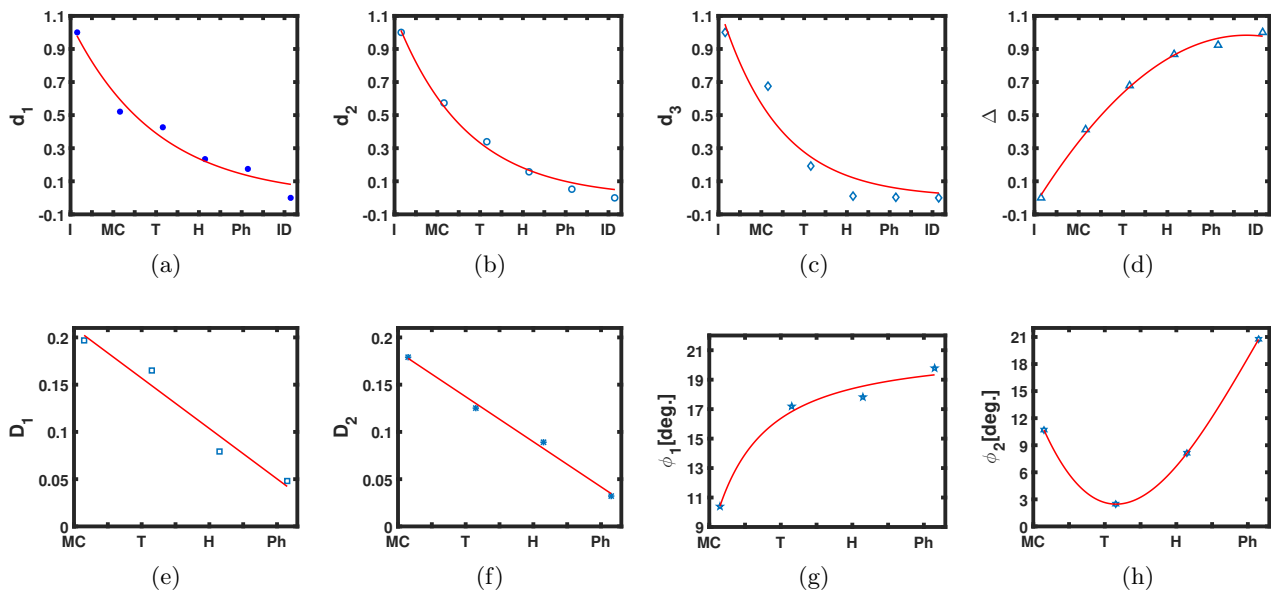 1.1
0.9
0.7
0.5
0.3
0.1
-0.1
d1
I MC T H Ph ID
(a)
1.1
0.9
0.7
0.5
0.3
0.1
-0.1
d2
I MC T H Ph ID
(b)
1.1
0.9
0.7
0.5
0.3
0.1
-0.1
d3
I MC T H Ph ID
(c)
1.1
0.9
0.7
0.5
0.3
0.1
-0.1
Δ
I MC T H Ph ID
(d)
0.2
0.15
0.1
0.05
0
D1
MC T H Ph
(e)
0.2
0.15
0.1
0.05
0
D2
MC T H Ph
(f)
21
19
17
15
13
11
9
ϕ1[deg.]
MC T H Ph
(g)
21
18
15
12
9
6
3
0
ϕ2[deg.]
MC T H Ph
(h)